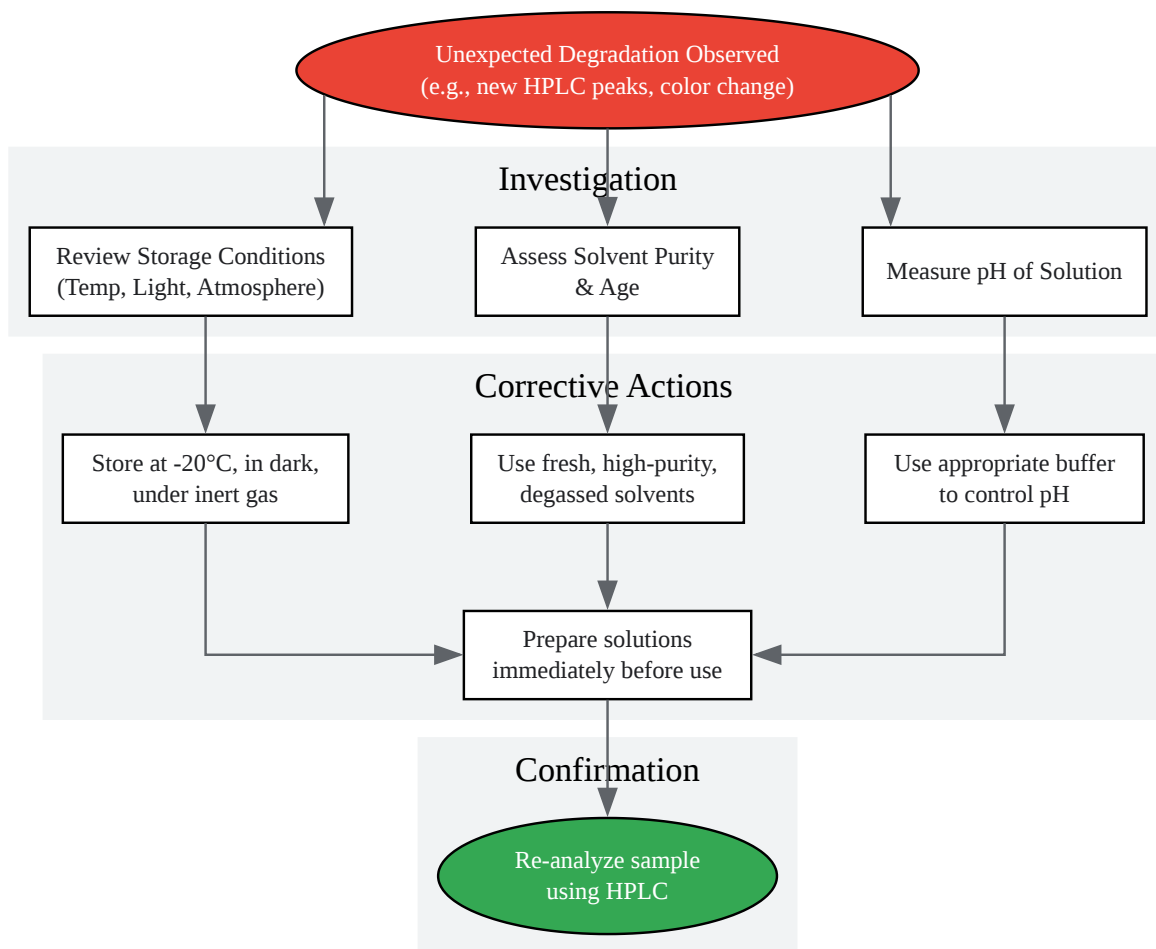 Unexpected Degradation Observed
(e.g., new HPLC peaks, color change)
Investigation
Review Storage Conditions
(Temp, Light, Atmosphere)
Assess Solvent Purity
& Age
Measure pH of Solution
Corrective Actions
Store at -20°C, in dark,
under inert gas
Use fresh, high-purity,
degassed solvents
Use appropriate buffer
to control pH
Prepare solutions
immediately before use
Confirmation
Re-analyze sample
using HPLC